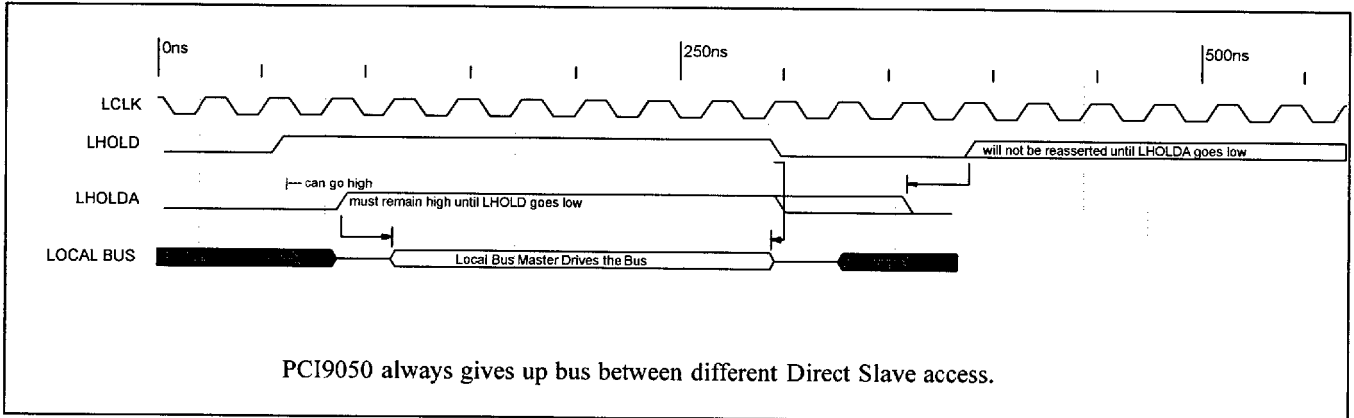 0ns 250ns 500ns
LCLK
LHOLD will not be reasserted until LHOLDA goes low
can go high
LHOLDA must remain high until LHOLD goes low
LOCAL BUS Local Bus Master Drives the Bus
PCI9050 always gives up bus between different Direct Slave access.